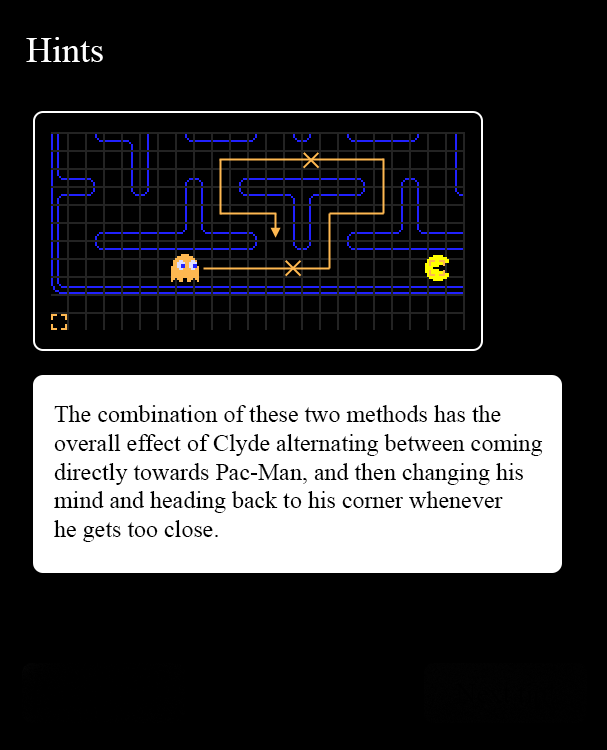 Hints
The combination of these two methods has the
overall effect of Clyde alternating between coming
directly towards Pac-Man, and then changing his
mind and heading back to his corner whenever
he gets too close.